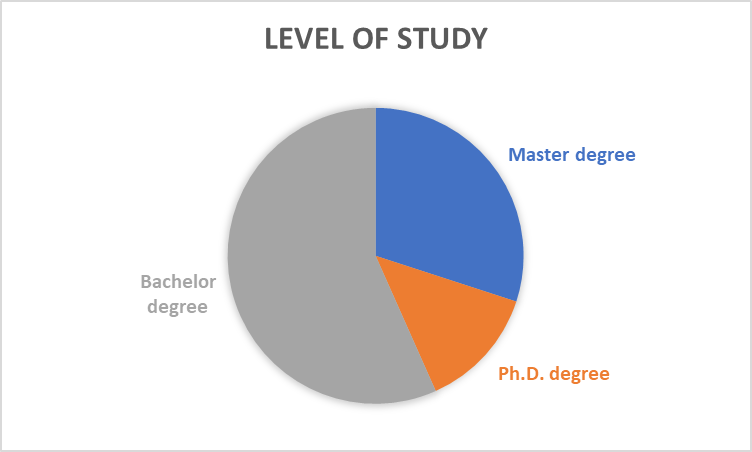 LEVEL OF STUDY
Master degree
Bachelor
degree
Ph.D. degree